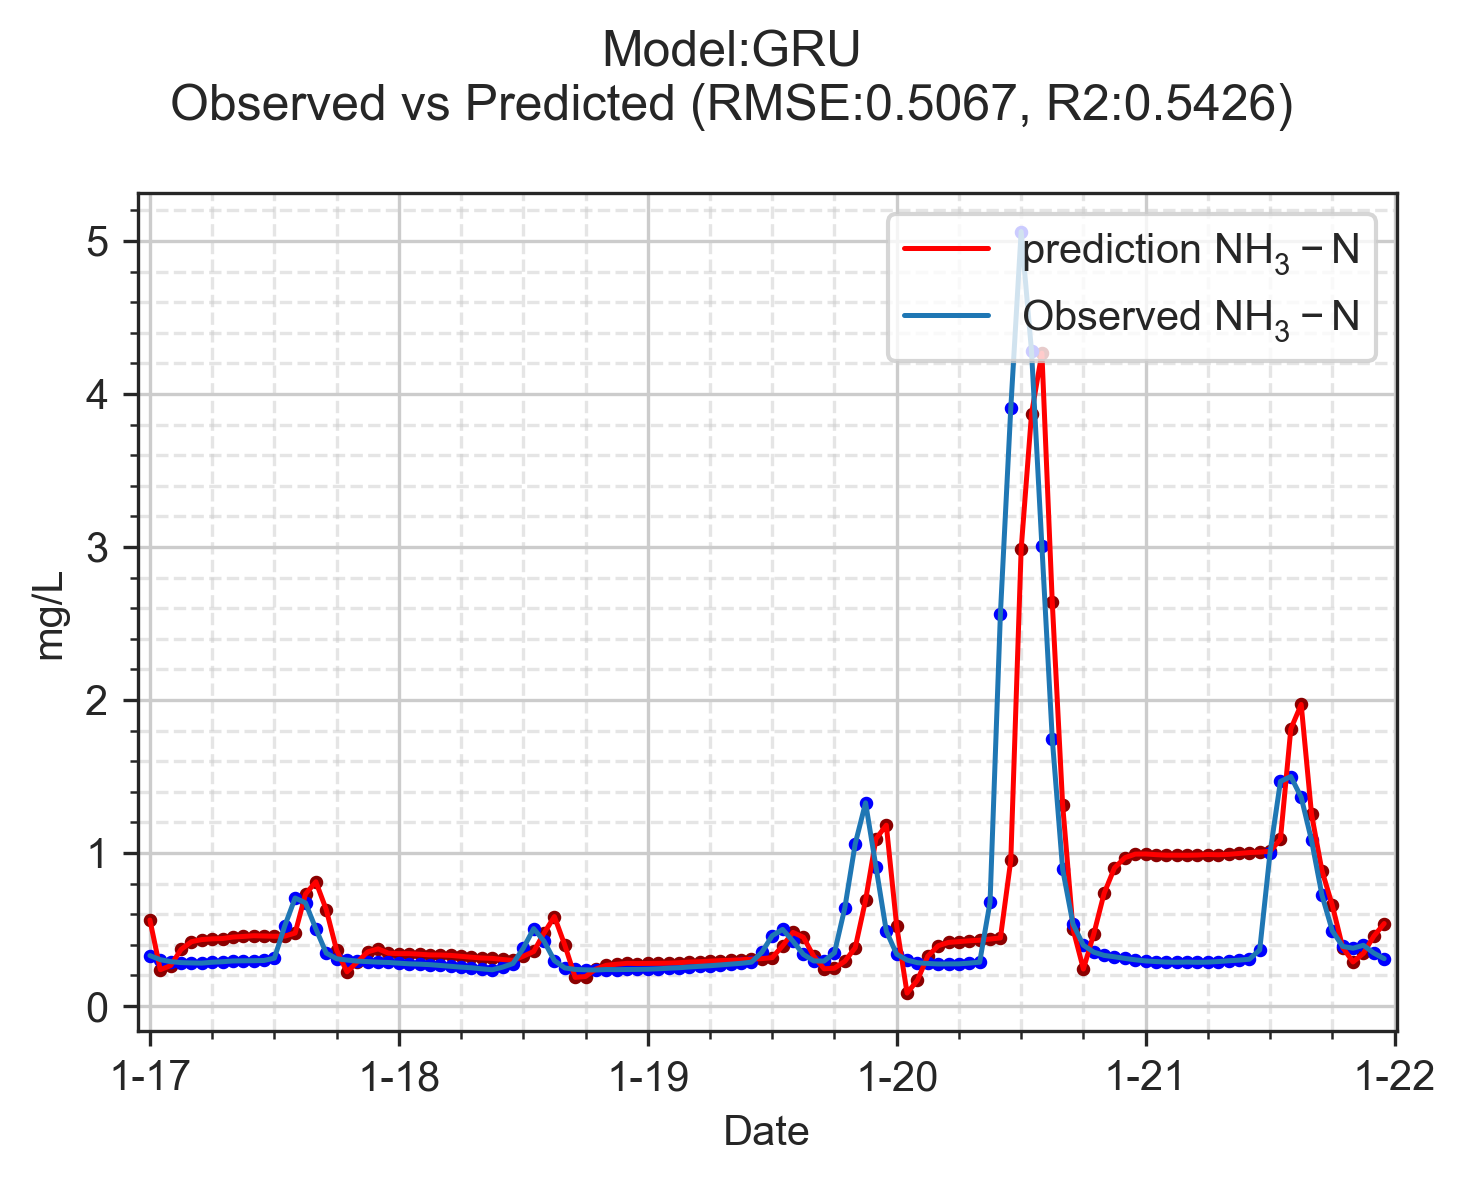 Model:GRU
Observed vs Predicted (RMSE:0.5067, R2:0.5426)
prediction NH₃ − N
Observed NH₃ − N
5
4
3
2
1
0
mg/L
1-17 1-18 1-19 1-20 1-21 1-22
Date